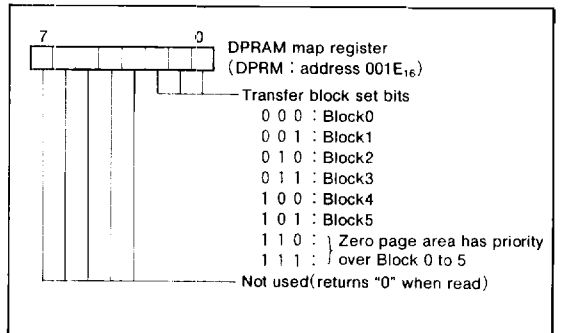 7 0
DPRAM map register
(DPRM : address 001E₁₆)
Transfer block set bits
0 0 0 : Block0
0 0 1 : Block1
0 1 0 : Block2
0 1 1 : Block3
1 0 0 : Block4
1 0 1 : Block5
1 1 0 : } Zero page area has priority
1 1 1 : over Block 0 to 5
Not used(returns "0" when read)